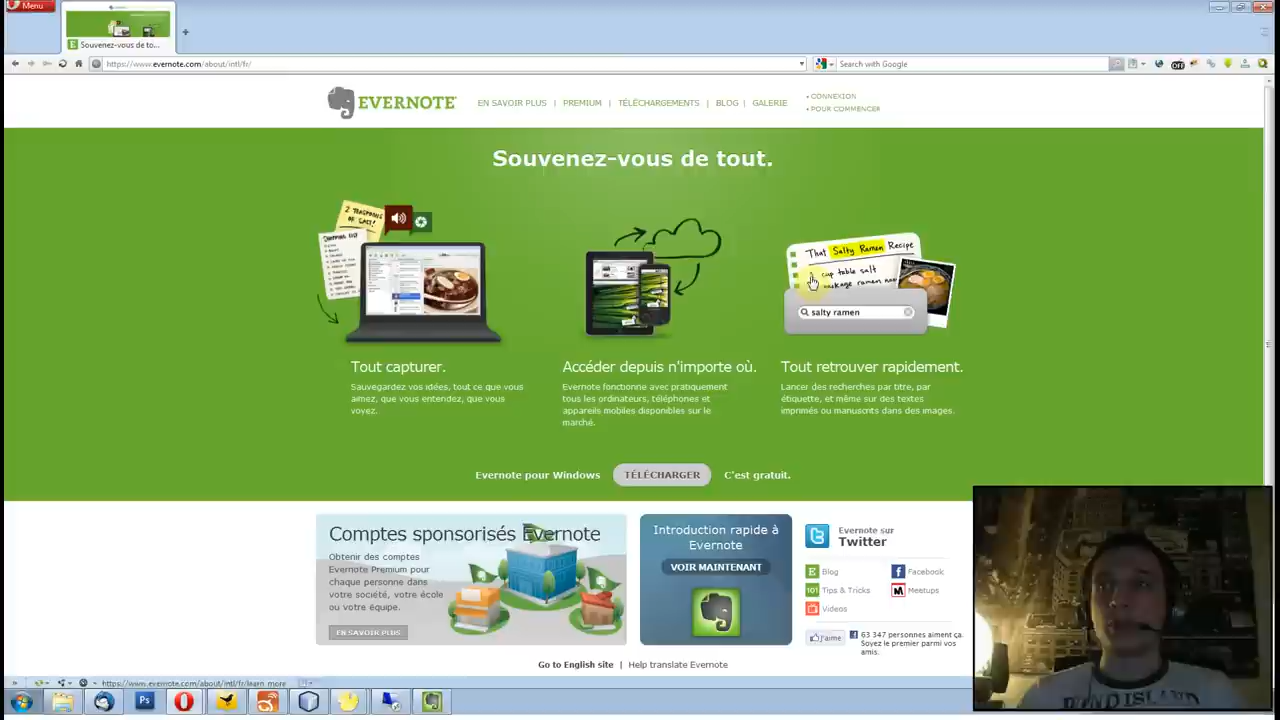 Menu
Souvenez-vous de to...
https://www.evernote.com/about/intl/fr/
Search with Google
EVERNOTE
EN SAVOIR PLUS | PREMIUM | TÉLÉCHARGEMENTS | BLOG | GALERIE
• CONNEXION
• POUR COMMENCER
Souvenez-vous de tout.
SHOPPING LIST
That Salty Ramen Recipe
cup table salt
salty ramen
Tout capturer.
Sauvegardez vos idées, tout ce que vous
aimez, que vous entendez, que vous
voyez.
Accéder depuis n'importe où.
Evernote fonctionne avec pratiquement
tous les ordinateurs, téléphones et
appareils mobiles disponibles sur le
marché.
Tout retrouver rapidement.
Lancer des recherches par titre, par
étiquette, et même sur des textes
imprimés ou manuscrits dans des images.
Evernote pour Windows TÉLÉCHARGER C'est gratuit.
Comptes sponsorisés Evernote
Obtenir des comptes
Evernote Premium pour
chaque personne dans
votre société, votre école
ou votre équipe.
EN SAVOIR PLUS
Introduction rapide à
Evernote
VOIR MAINTENANT
Evernote sur
Twitter
Blog
Facebook
101 Tips & Tricks
Meetups
Videos
J'aime
63 347 personnes aiment ça.
Soyez le premier parmi vos
amis.
Go to English site | Help translate Evernote
https://www.evernote.com/about/intl/fr/learn_more
Ps